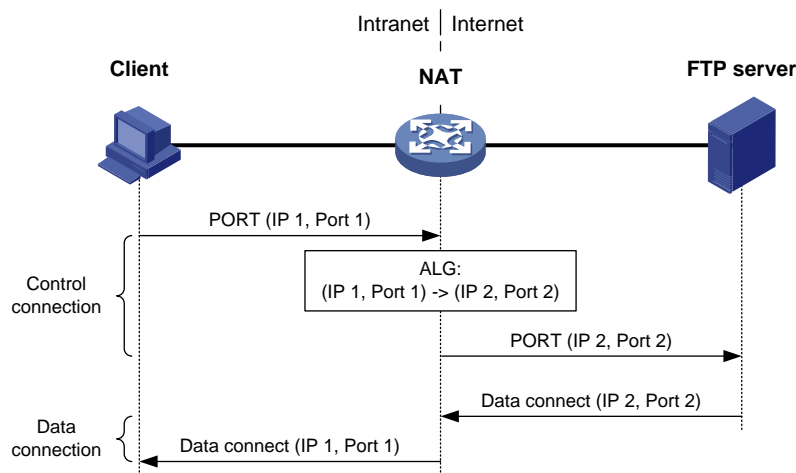 Intranet Internet
Client
NAT
FTP server
PORT (IP 1, Port 1)
ALG:
(IP 1, Port 1) -> (IP 2, Port 2)
Control
connection
PORT (IP 2, Port 2)
Data connect (IP 2, Port 2)
Data
connection
Data connect (IP 1, Port 1)